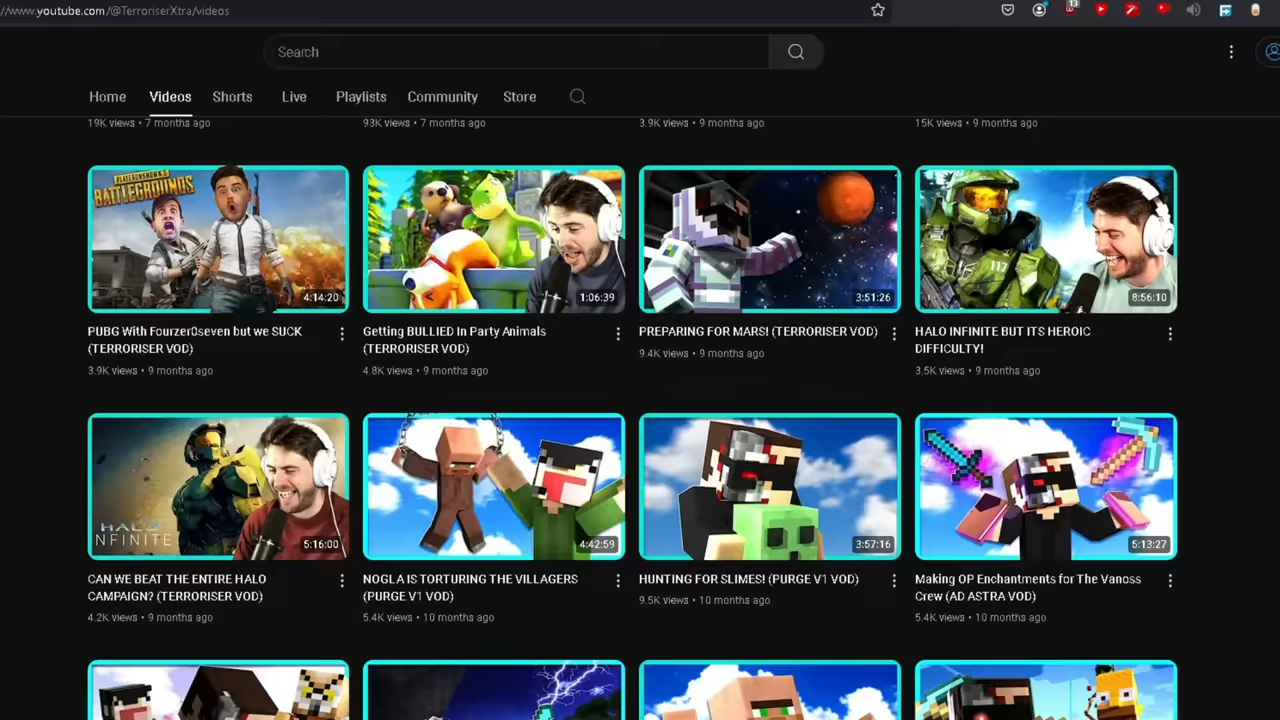 //www.youtube.com/@TerroriserXtra/videos
13
Search
Home Videos Shorts Live Playlists Community Store
19K views • 7 months ago
93K views • 7 months ago
3.9K views • 9 months ago
15K views • 9 months ago
BATTLEGROUNDS
4:14:20
1:06:39
3:51:26
117
8:56:10
PUBG With Fourzer0seven but we SUCK
(TERRORISER VOD)
3.9K views • 9 months ago
Getting BULLIED In Party Animals
(TERRORISER VOD)
4.8K views • 9 months ago
PREPARING FOR MARS! (TERRORISER VOD)
9.4K views • 9 months ago
HALO INFINITE BUT ITS HEROIC
DIFFICULTY!
3.5K views • 9 months ago
HALO
INFINITE
5:16:00
4:42:59
3:57:16
5:13:27
CAN WE BEAT THE ENTIRE HALO
CAMPAIGN? (TERRORISER VOD)
4.2K views • 9 months ago
NOGLA IS TORTURING THE VILLAGERS
(PURGE V1 VOD)
5.4K views • 10 months ago
HUNTING FOR SLIMES! (PURGE V1 VOD)
9.5K views • 10 months ago
Making OP Enchantments for The Vanoss
Crew (AD ASTRA VOD)
5.4K views • 10 months ago